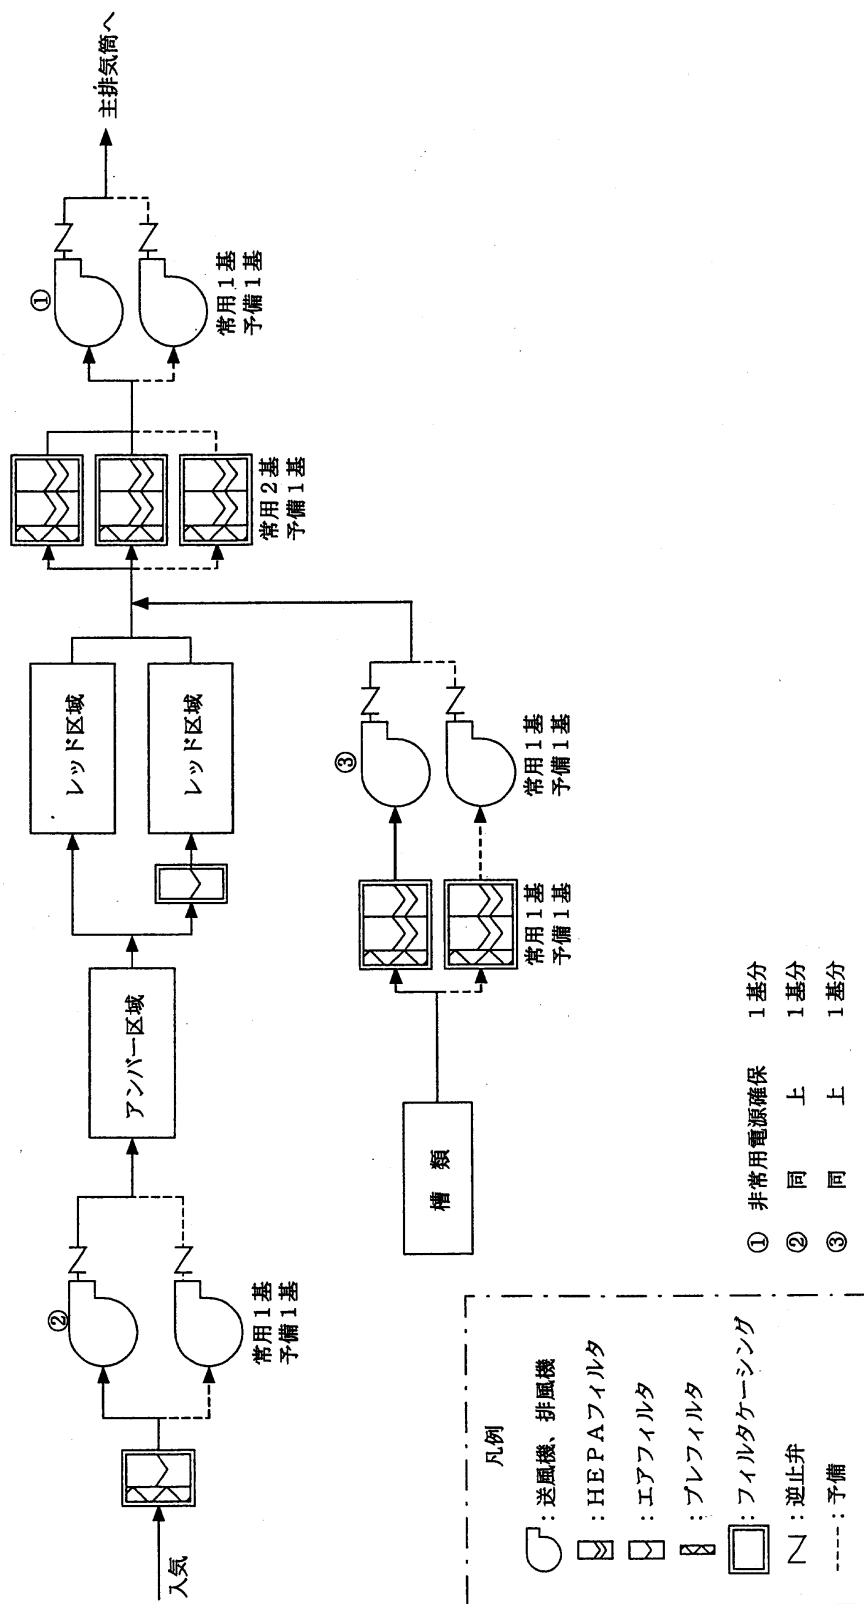 入気
②
常用1基
予備1基
アンバー区域
レッド区域
レッド区域
常用2基
予備1基
①
常用1基
予備1基
主排気筒へ
槽類
常用1基
予備1基
③
常用1基
予備1基
凡例
:送風機、排風機
:HEPAフィルタ
:エアフィルタ
:プレフィルタ
:フィルタケーシング
:逆止弁
:予備
① 非常用電源確保 1基分
② 同上 1基分
③ 同上 1基分